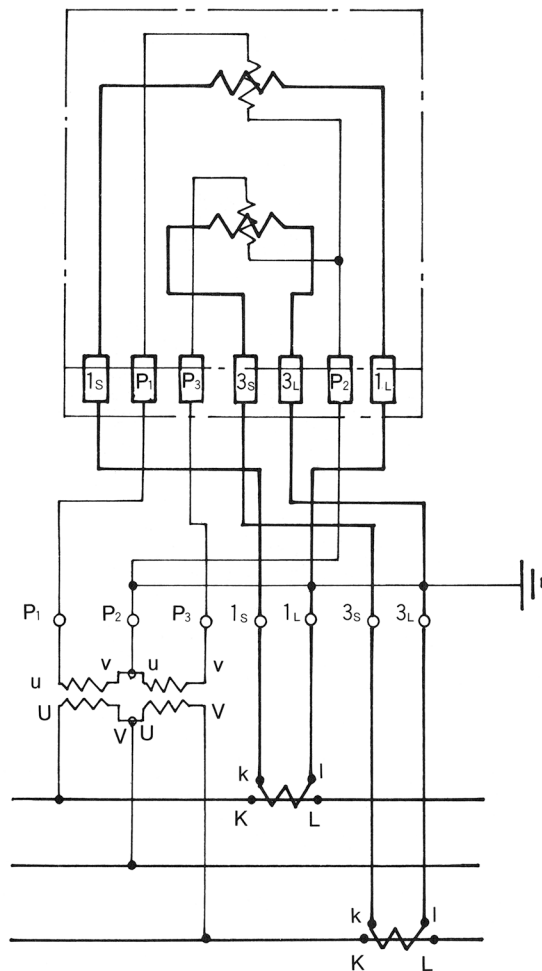 1S P1 P3 3S 3L P2 1L
P1 P2 P3 1S 1L 3S 3L
u v u v
U V U V
k l
K L
k l
K L